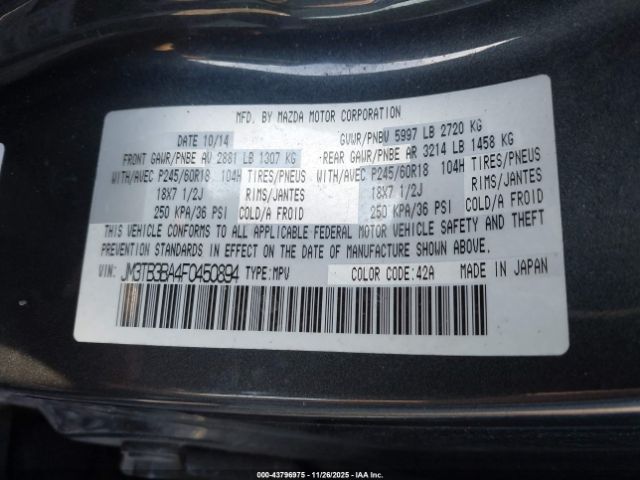 MFD. BY MAZDA MOTOR CORPORATION
DATE 10/14 GVWR/PNBV 5997 LB 2720 KG
FRONT GAWR/PNBE AV 2881 LB 1307 KG REAR GAWR/PNBE AR 3214 LB 1458 KG
WITH/AVEC P245/60R18 104H TIRES/PNEUS WITH/AVEC P245/60R18 104H TIRES/PNEUS
18X7 1/2J RIMS/JANTES 18X7 1/2J RIMS/JANTES
250 KPA/36 PSI COLD/A FROID 250 KPA/36 PSI COLD/A FROID
THIS VEHICLE CONFORMS TO ALL APPLICABLE FEDERAL MOTOR VEHICLE SAFETY AND THEFT
PREVENTION STANDARDS IN EFFECT ON THE DATE OF MANUFACTURE SHOWN ABOVE.
VIN: JM3TB3BA4F0450894 TYPE:MPV COLOR CODE:42A MADE IN JAPAN
000-43796975 - 11/26/2025 - IAAI.com